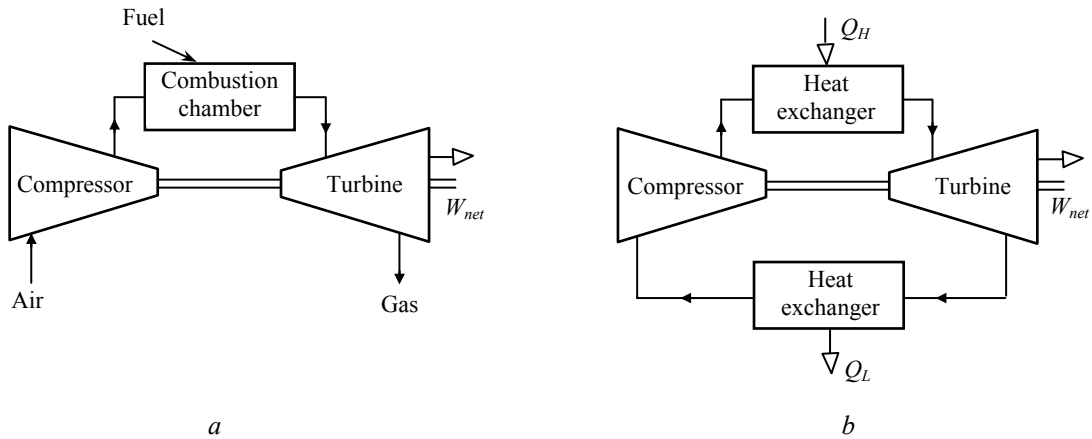 Fuel
Combustion
chamber
Compressor
Turbine
W_net
Air
Gas
a
Q_H
Heat
exchanger
Compressor
Turbine
W_net
Heat
exchanger
Q_L
b